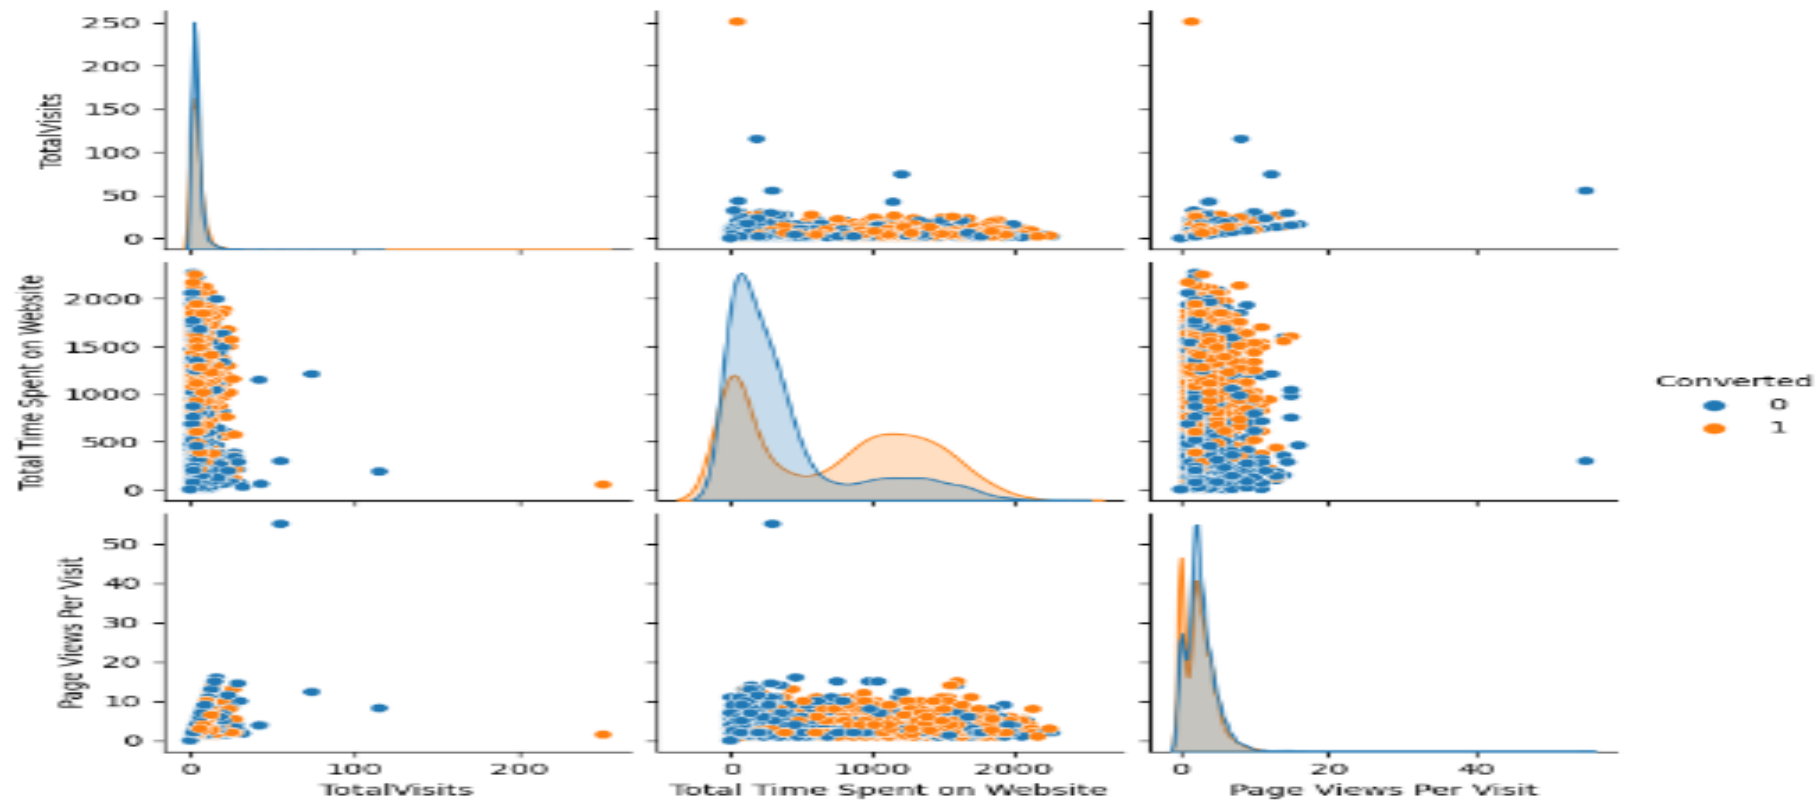 250
200
150
100
50
0
TotalVisits
2000
1500
1000
500
0
Total Time Spent on Website
Converted
0
1
50
40
30
20
10
0
Page Views Per Visit
0 100 200
TotalVisits
0 1000 2000
Total Time Spent on Website
0 20 40
Page Views Per Visit